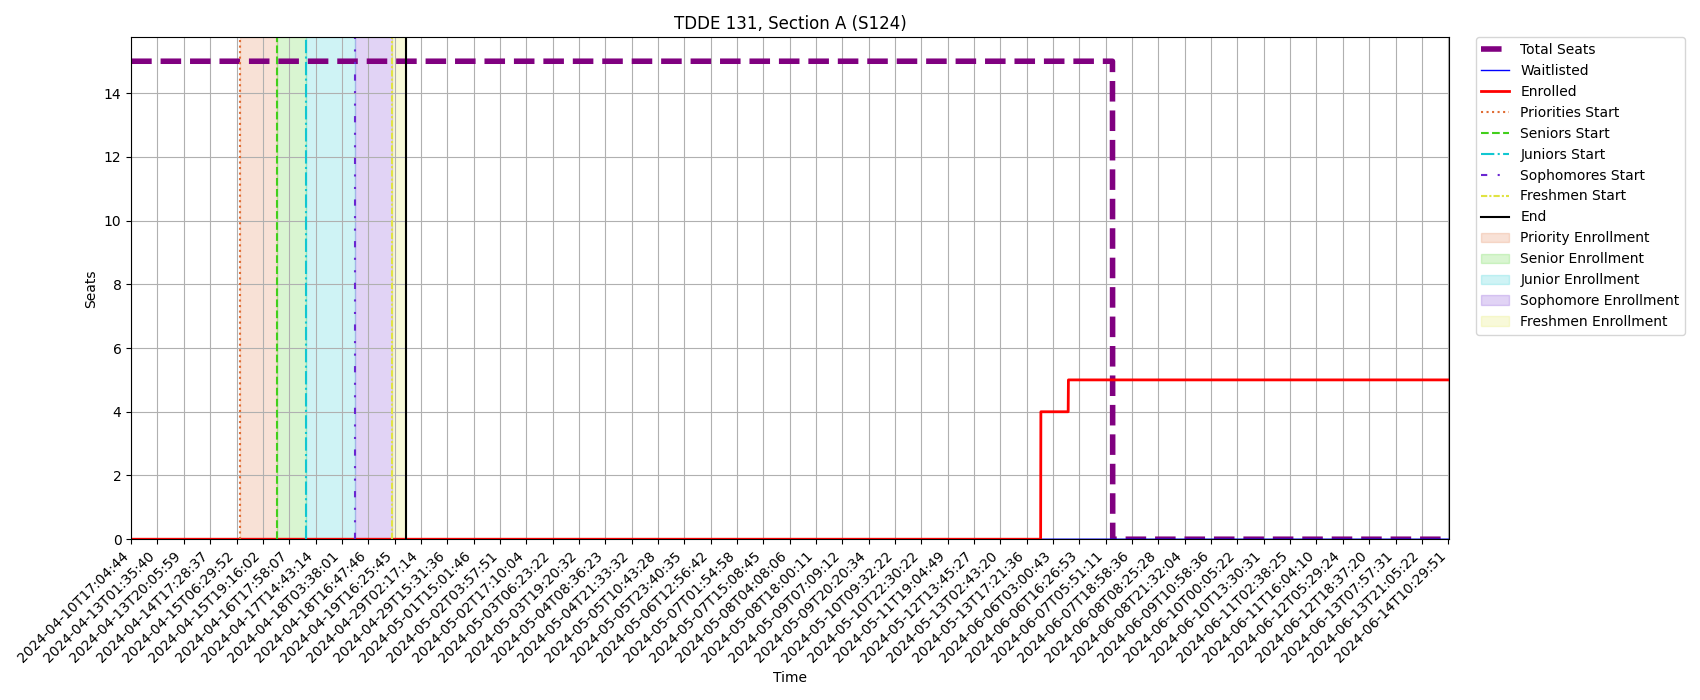 TDDE 131, Section A (S124)
Seats
14
12
10
8
6
4
2
0
2024-04-10T17:04:44
2024-04-13T01:35:40
2024-04-13T20:05:59
2024-04-14T17:28:37
2024-04-15T06:29:52
2024-04-15T19:16:02
2024-04-16T17:58:07
2024-04-17T14:43:14
2024-04-18T03:38:01
2024-04-18T16:47:46
2024-04-19T16:25:45
2024-04-29T02:17:14
2024-04-29T15:31:36
2024-05-01T15:01:46
2024-05-02T03:57:51
2024-05-02T17:10:04
2024-05-03T06:23:22
2024-05-03T19:20:32
2024-05-04T08:36:23
2024-05-04T21:33:32
2024-05-05T10:43:28
2024-05-05T23:40:35
2024-05-06T12:56:42
2024-05-07T01:54:58
2024-05-07T15:08:45
2024-05-08T04:08:06
2024-05-08T18:00:11
2024-05-09T07:09:12
2024-05-09T20:20:34
2024-05-10T09:32:22
2024-05-10T22:30:22
2024-05-11T19:04:49
2024-05-12T13:45:27
2024-05-13T02:43:20
2024-05-13T17:21:36
2024-06-06T03:00:43
2024-06-06T16:26:53
2024-06-07T05:51:11
2024-06-07T18:58:36
2024-06-08T08:25:28
2024-06-08T21:32:04
2024-06-09T10:58:36
2024-06-10T00:05:22
2024-06-10T13:30:31
2024-06-11T02:38:25
2024-06-11T16:04:10
2024-06-12T05:29:24
2024-06-12T18:37:20
2024-06-13T07:57:31
2024-06-13T21:05:22
2024-06-14T10:29:51
Time
Total Seats
Waitlisted
Enrolled
Priorities Start
Seniors Start
Juniors Start
Sophomores Start
Freshmen Start
End
Priority Enrollment
Senior Enrollment
Junior Enrollment
Sophomore Enrollment
Freshmen Enrollment